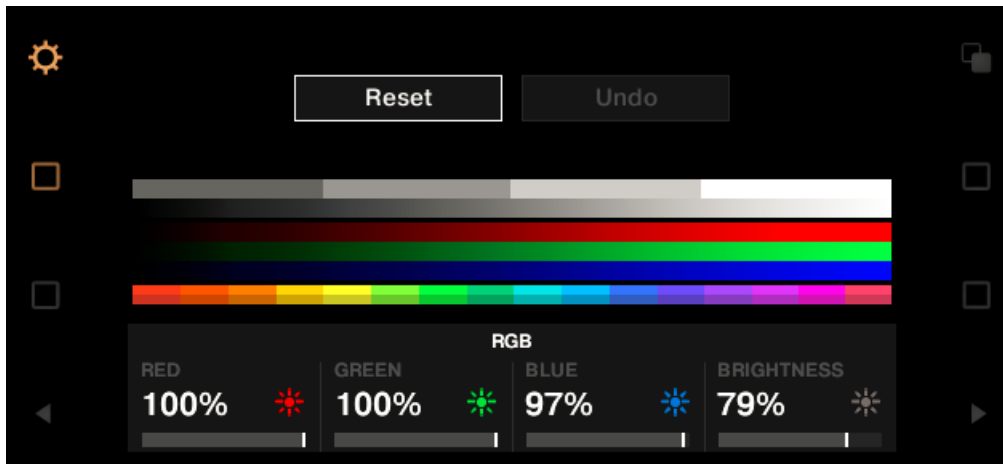 Reset Undo
RGB
RED GREEN BLUE BRIGHTNESS
100% 100% 97% 79%